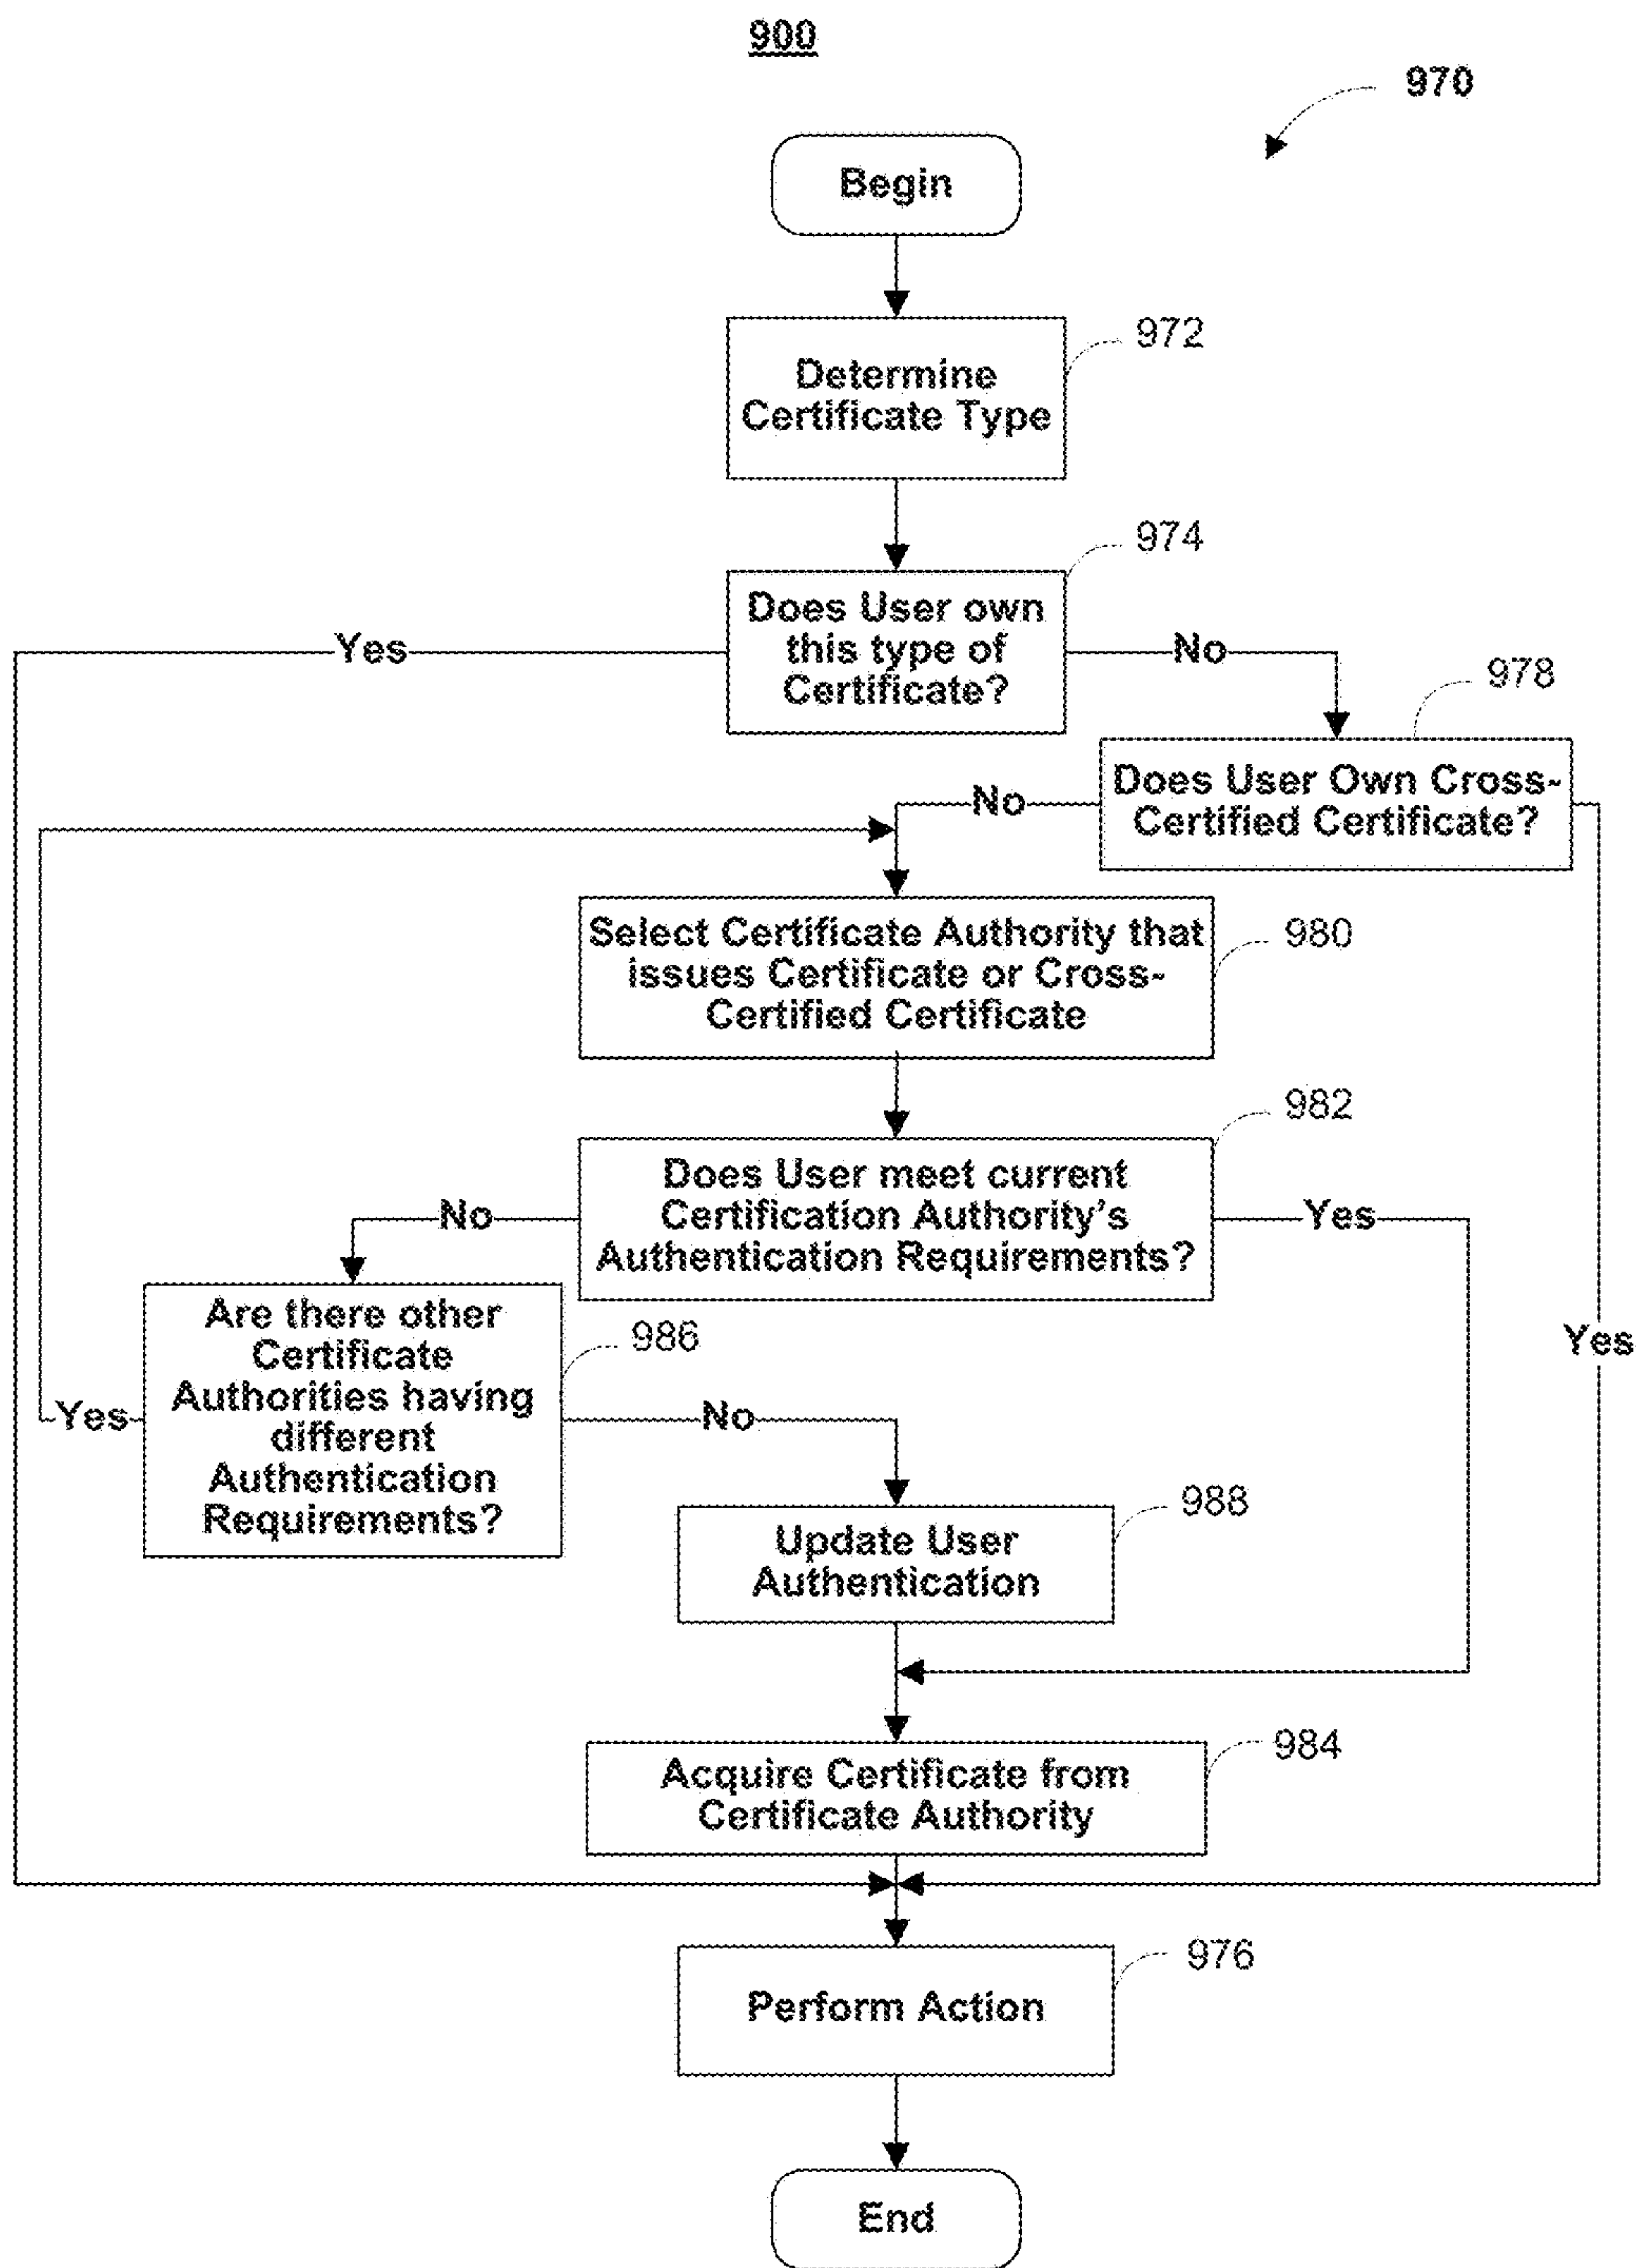 900
970
Begin
972
Determine
Certificate Type
974
Does User own
this type of
Certificate?
Yes
No
978
Does User Own Cross-
Certified Certificate?
No
980
Select Certificate Authority that
issues Certificate or Cross-
Certified Certificate
982
Does User meet current
Certification Authority's
Authentication Requirements?
No
Yes
Yes
986
Are there other
Certificate
Authorities having
different
Authentication
Requirements?
Yes
No
988
Update User
Authentication
984
Acquire Certificate from
Certificate Authority
976
Perform Action
End